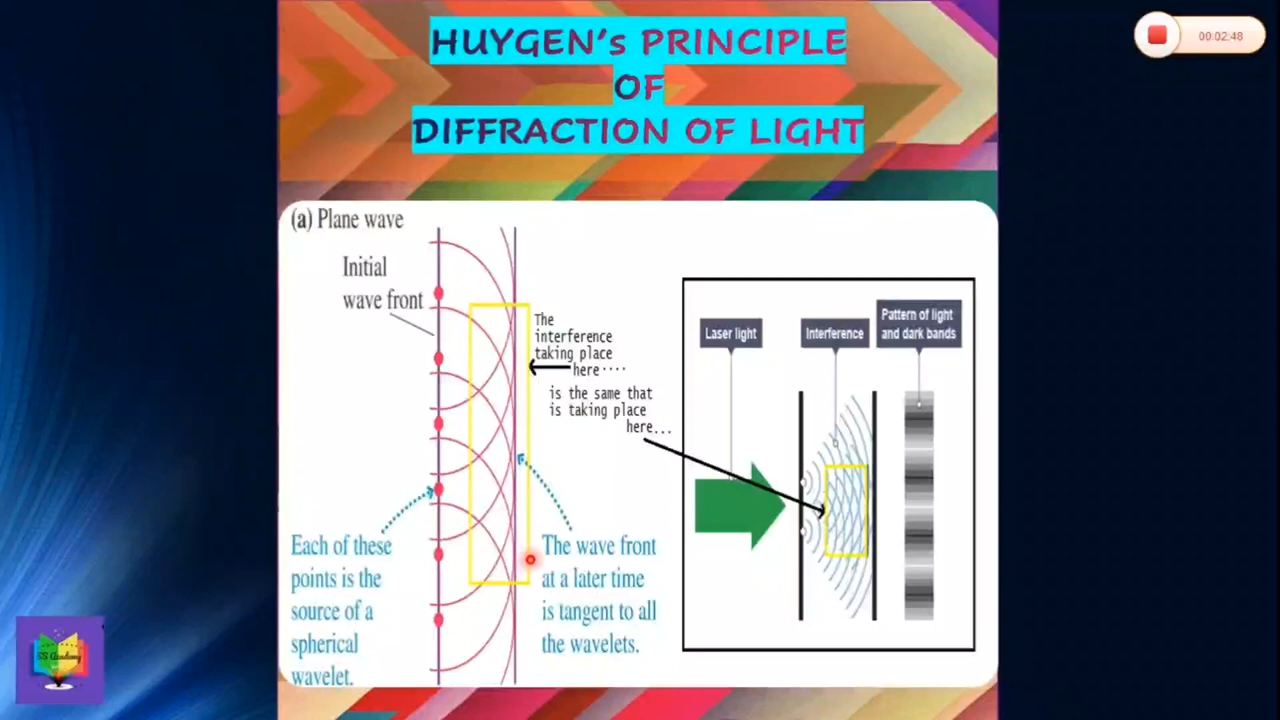 HUYGEN's PRINCIPLE
OF
DIFFRACTION OF LIGHT
00:02:48
(a) Plane wave
Initial
wave front
The
interference
taking place
here····
is the same that
is taking place
here...
Each of these
points is the
source of a
spherical
wavelet.
The wave front
at a later time
is tangent to all
the wavelets.
Laser light
Interference
Pattern of light
and dark bands
SS Academy